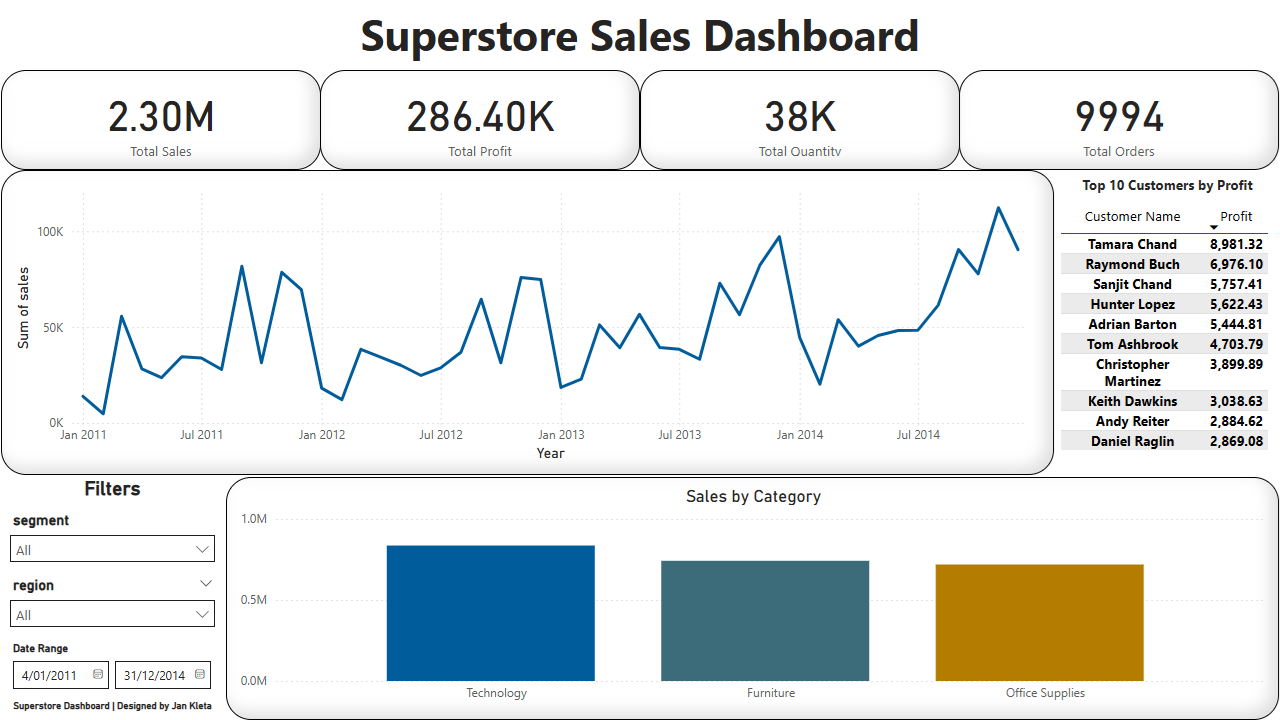 Superstore Sales Dashboard
2.30M
Total Sales
286.40K
Total Profit
38K
Total Quantity
9994
Total Orders
Sum of sales
100K
50K
0K
Jan 2011 Jul 2011 Jan 2012 Jul 2012 Jan 2013 Jul 2013 Jan 2014 Jul 2014
Year
Top 10 Customers by Profit
Customer Name Profit
Tamara Chand 8,981.32
Raymond Buch 6,976.10
Sanjit Chand 5,757.41
Hunter Lopez 5,622.43
Adrian Barton 5,444.81
Tom Ashbrook 4,703.79
Christopher 3,899.89
Martinez
Keith Dawkins 3,038.63
Andy Reiter 2,884.62
Daniel Raglin 2,869.08
Filters
segment
All
region
All
Date Range
4/01/2011 31/12/2014
Superstore Dashboard | Designed by Jan Kleta
Sales by Category
1.0M
0.5M
0.0M
Technology Furniture Office Supplies